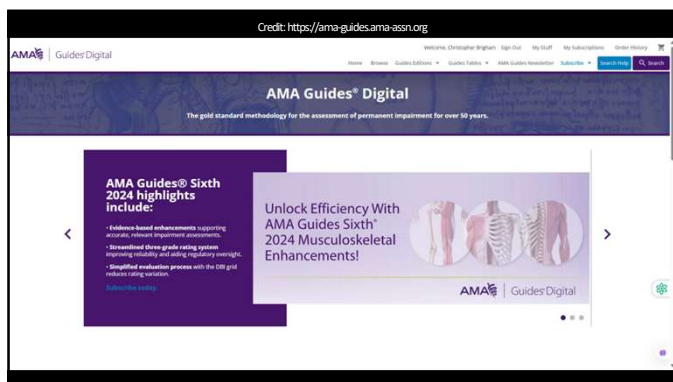 Credit: https://ama-guides.ama-assn.org
Welcome, Christopher Brigham Sign Out My Stuff My Subscriptions Order History
AMA Guides Digital
Home Browse Guides Editions Guides Tables AMA Guides Newsletter Subscribe Search Help Search
AMA Guides® Digital
The gold standard methodology for the assessment of permanent impairment for over 50 years.
AMA Guides® Sixth
2024 highlights
include:
• Evidence-based enhancements supporting
accurate, relevant impairment assessments.
• Streamlined three-grade rating system
improving reliability and aiding regulatory oversight.
• Simplified evaluation process with the DBI grid
reduces rating variation.
Subscribe today.
Unlock Efficiency With
AMA Guides Sixth®
2024 Musculoskeletal
Enhancements!
AMA Guides Digital